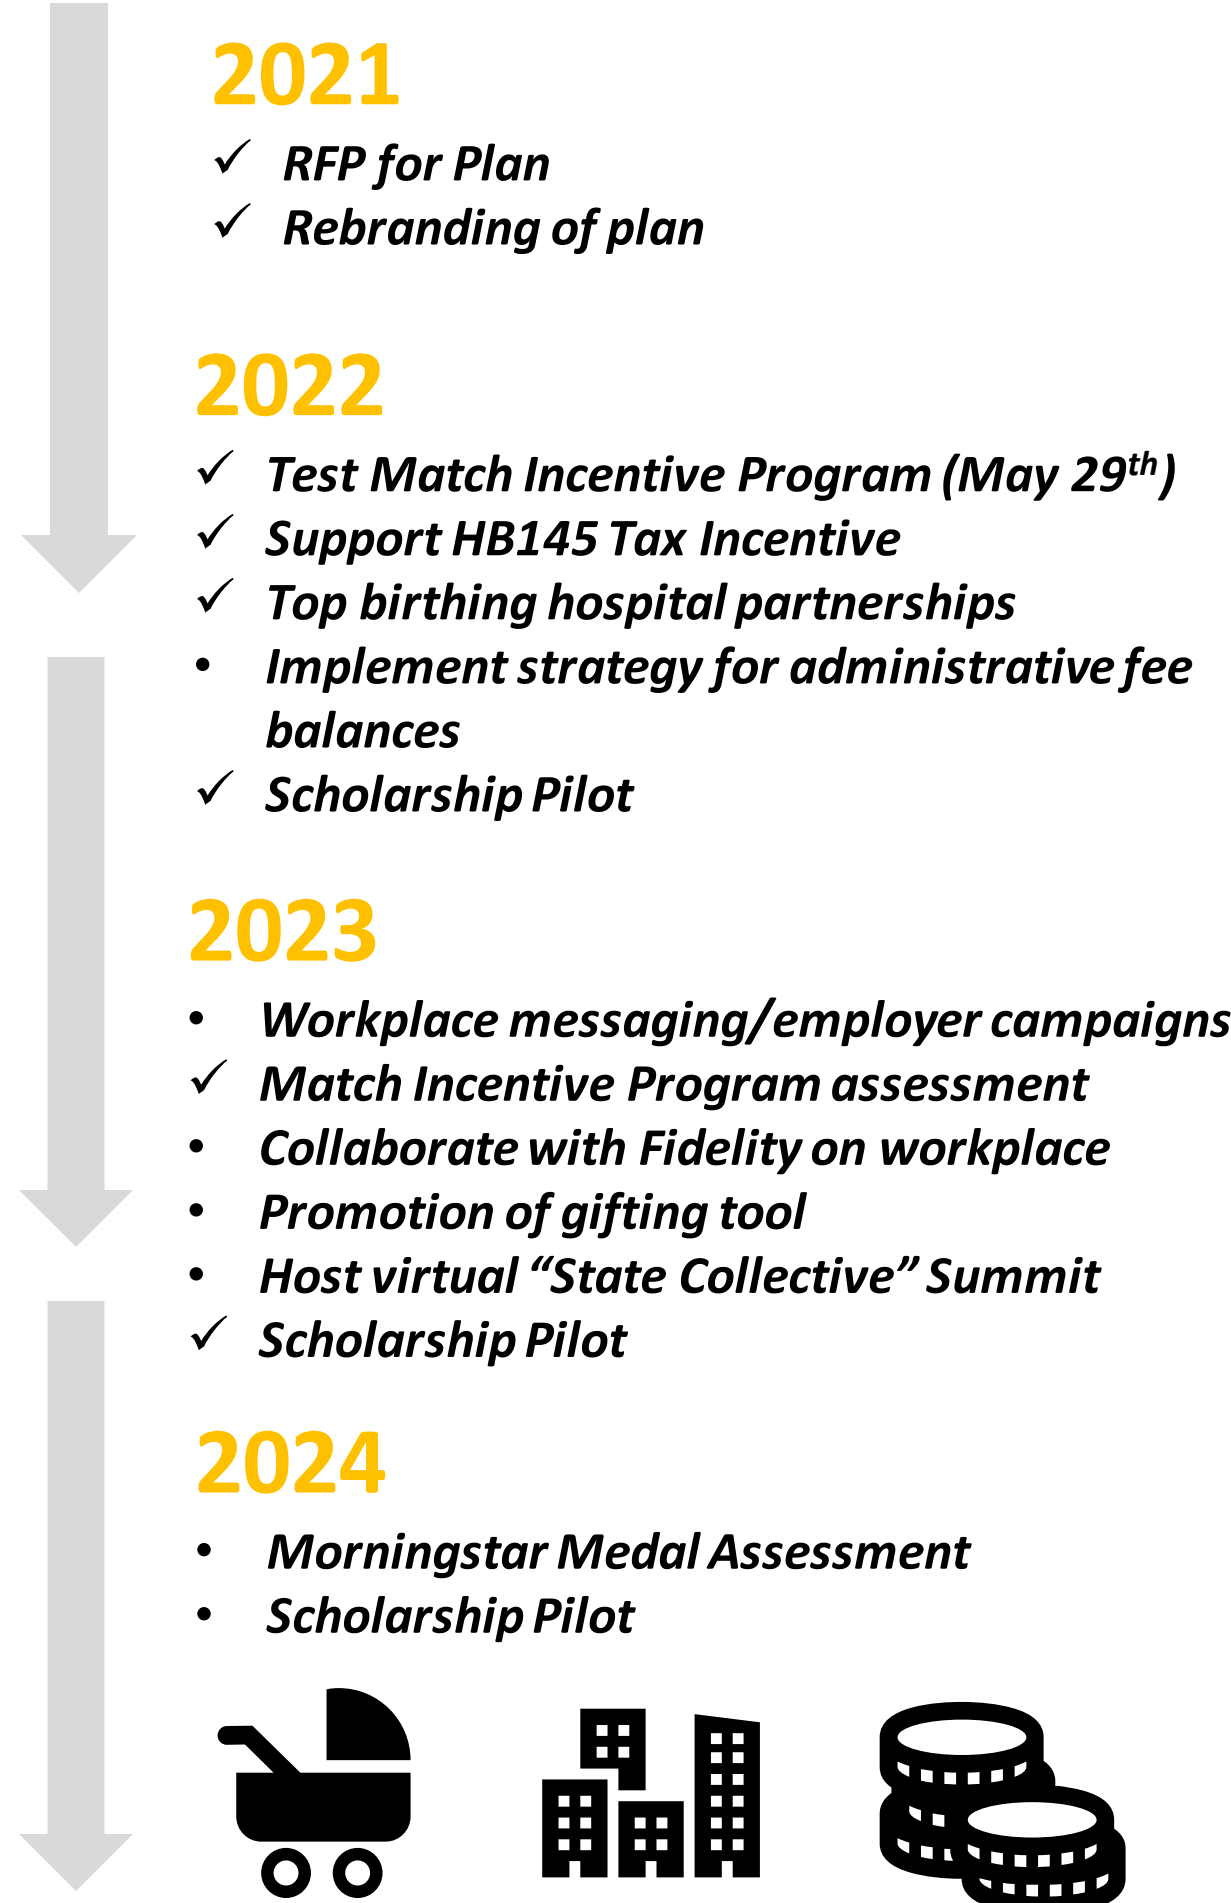 2021
✓ RFP for Plan
✓ Rebranding of plan
2022
✓ Test Match Incentive Program (May 29th)
✓ Support HB145 Tax Incentive
✓ Top birthing hospital partnerships
• Implement strategy for administrative fee
balances
✓ Scholarship Pilot
2023
• Workplace messaging/employer campaigns
✓ Match Incentive Program assessment
• Collaborate with Fidelity on workplace
• Promotion of gifting tool
• Host virtual “State Collective” Summit
✓ Scholarship Pilot
2024
• Morningstar Medal Assessment
• Scholarship Pilot